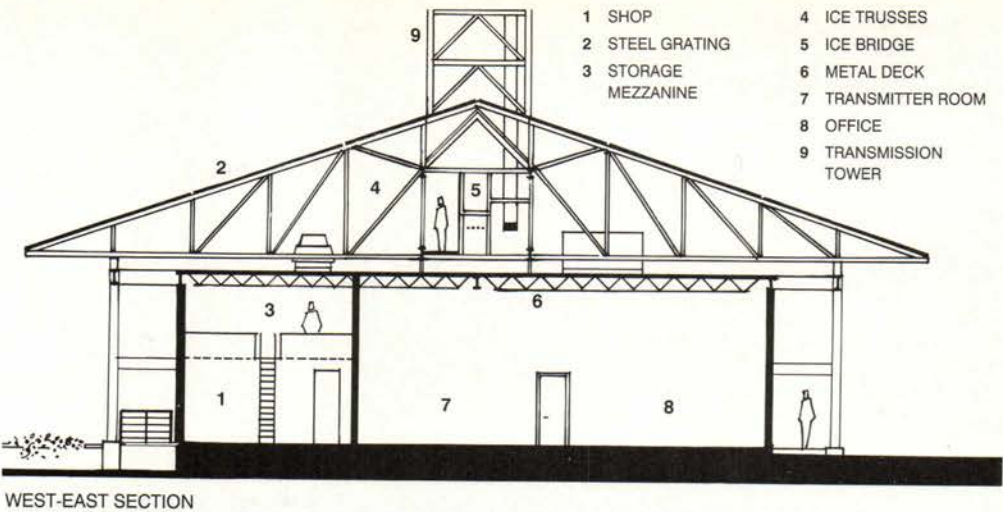 1 SHOP
2 STEEL GRATING
3 STORAGE
MEZZANINE
4 ICE TRUSSES
5 ICE BRIDGE
6 METAL DECK
7 TRANSMITTER ROOM
8 OFFICE
9 TRANSMISSION
TOWER
9
2
4
5
6
3
1
7
8
WEST-EAST SECTION